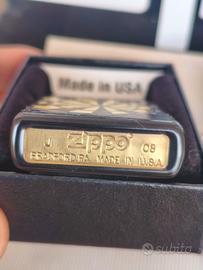 Made in USA
J Zippo 08
BRADFORD.PA. MADE IN U.S.A.
subito